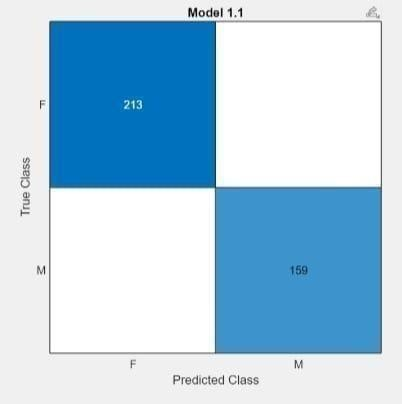 Model 1.1
F
213
True Class
M
159
F
M
Predicted Class